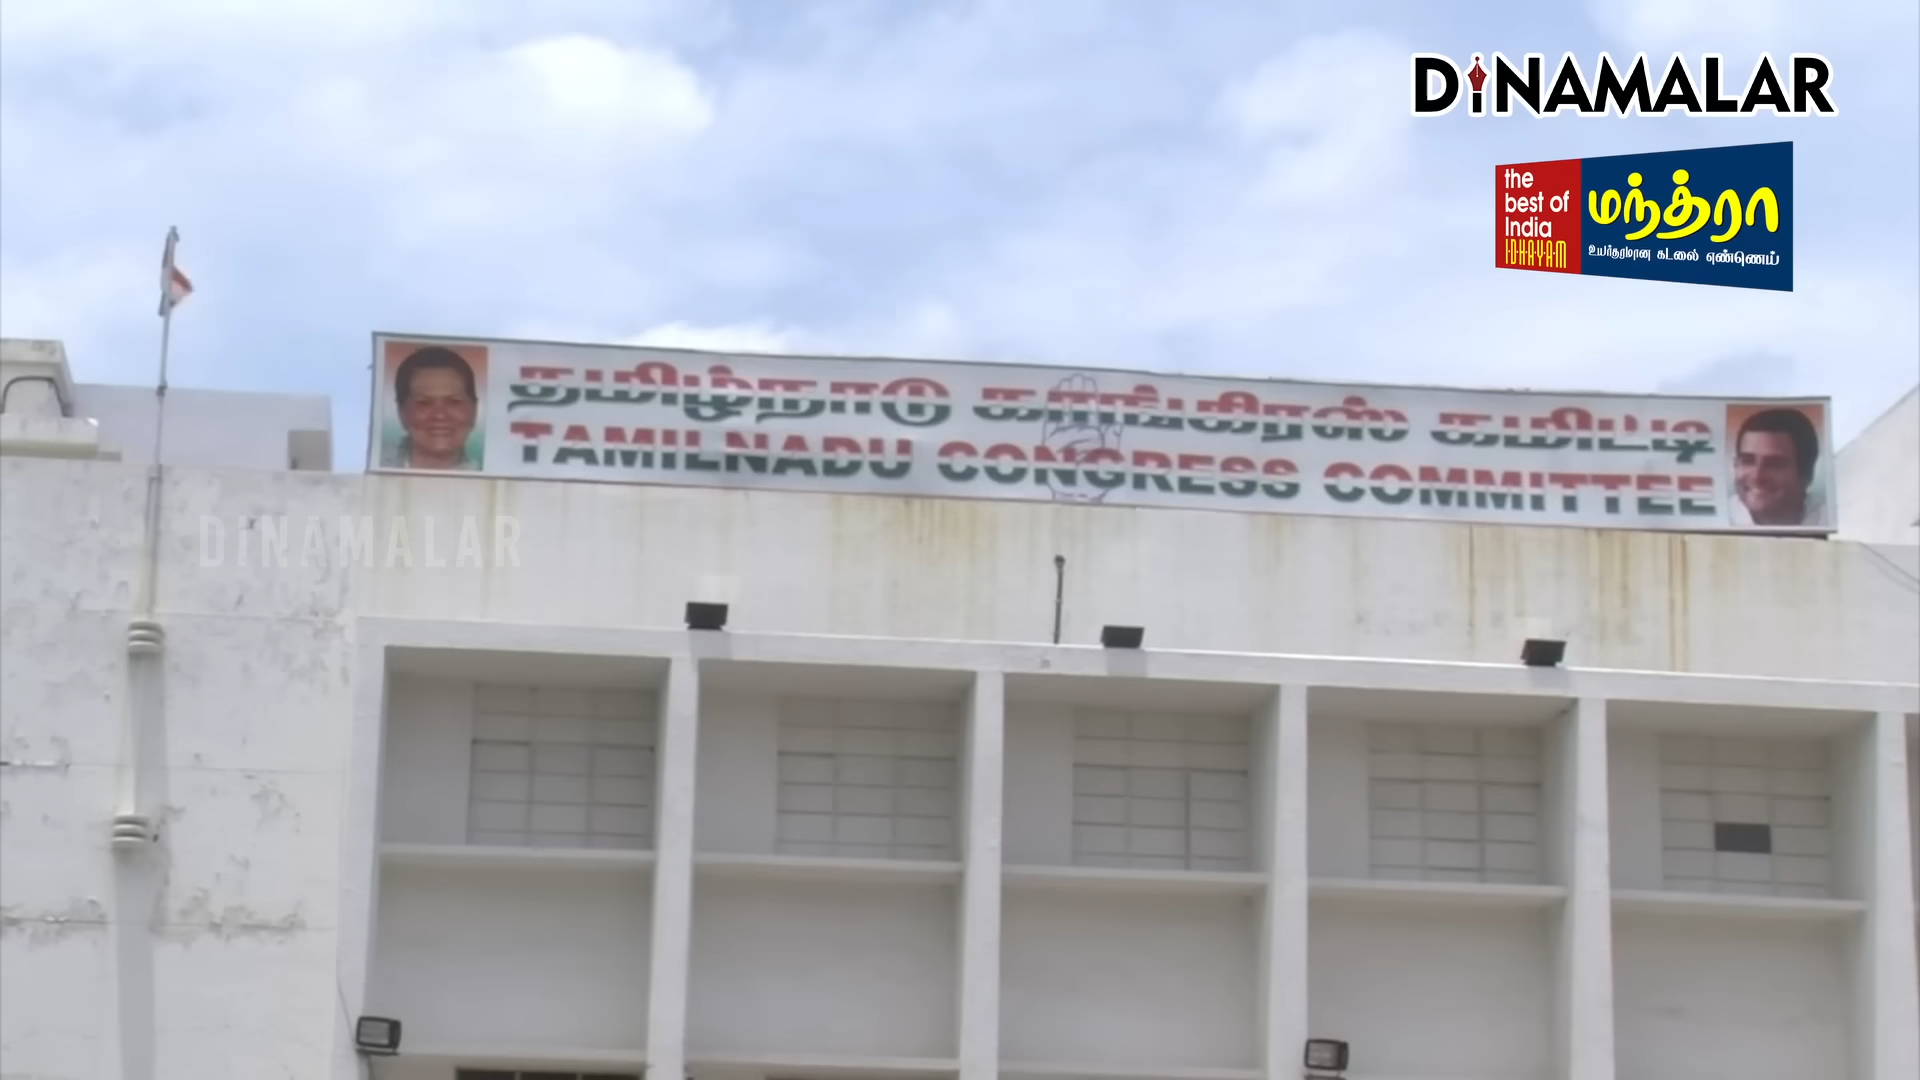 DINAMALAR
the
best of
India
IDHAYAM
மந்த்ரா
உயர்தரமான கடலை எண்ணெய்
தமிழ்நாடு காங்கிரஸ் கமிட்டி
TAMILNADU CONGRESS COMMITTEE
DINAMALAR